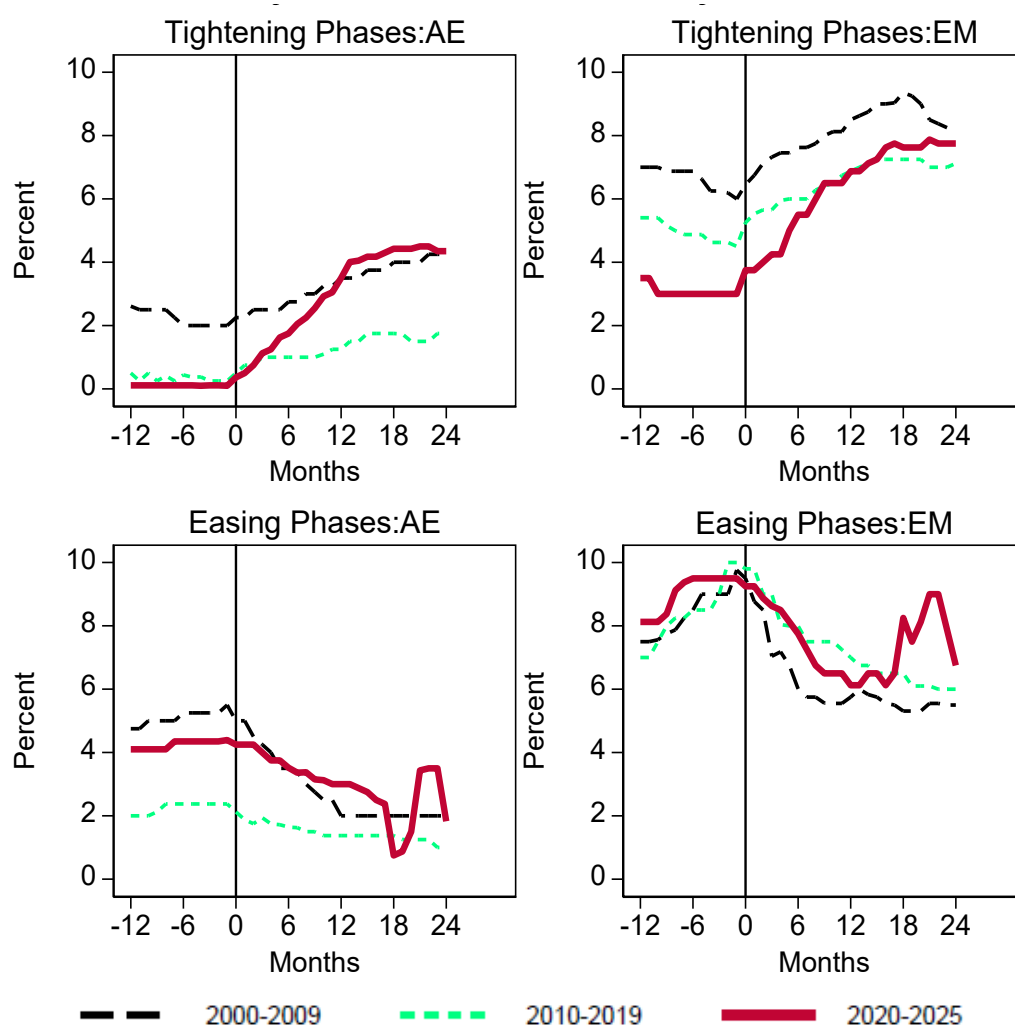 Tightening Phases:AE
Percent
10
8
6
4
2
0
-12 -6 0 6 12 18 24
Months
Tightening Phases:EM
Percent
10
8
6
4
2
0
-12 -6 0 6 12 18 24
Months
Easing Phases:AE
Percent
10
8
6
4
2
0
-12 -6 0 6 12 18 24
Months
Easing Phases:EM
Percent
10
8
6
4
2
0
-12 -6 0 6 12 18 24
Months
2000-2009 2010-2019 2020-2025